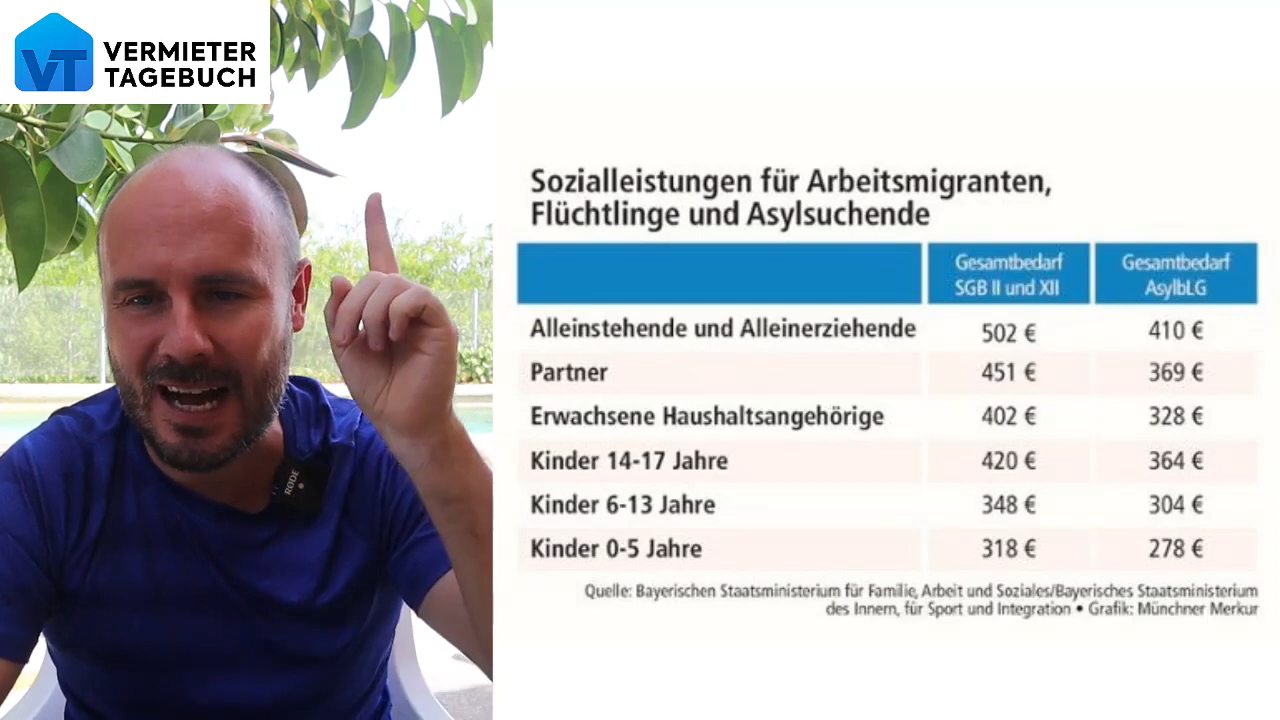 VT VERMIETER
TAGEBUCH
RODE
Sozialleistungen für Arbeitsmigranten,
Flüchtlinge und Asylsuchende
Gesamtbedarf SGB II und XII
Gesamtbedarf AsylbLG
Alleinstehende und Alleinerziehende 502 € 410 €
Partner 451 € 369 €
Erwachsene Haushaltsangehörige 402 € 328 €
Kinder 14-17 Jahre 420 € 364 €
Kinder 6-13 Jahre 348 € 304 €
Kinder 0-5 Jahre 318 € 278 €
Quelle: Bayerischen Staatsministerium für Familie, Arbeit und Soziales/Bayerisches Staatsministerium
des Innern, für Sport und Integration • Grafik: Münchner Merkur